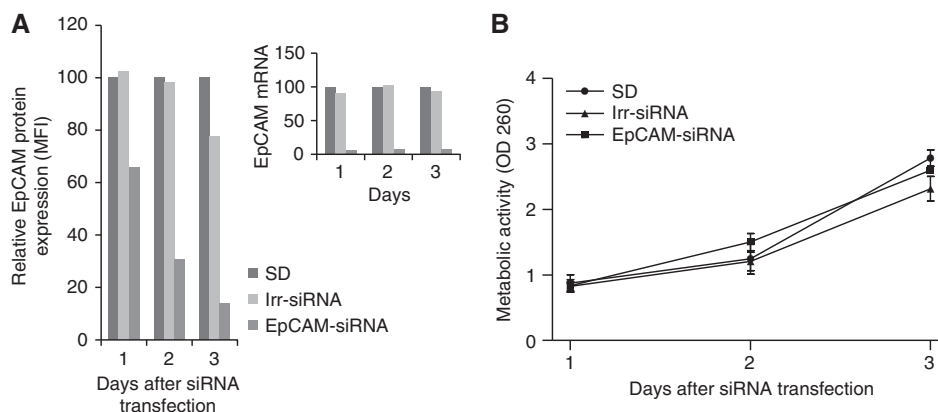 A
Relative EpCAM protein
expression (MFI)
120
100
80
60
40
20
0
1 2 3
Days after siRNA
transfection
EpCAM mRNA
150
100
50
0
1 2 3
Days
SD
Irr-siRNA
EpCAM-siRNA
B
Metabolic activity (OD 260)
4
3
2
1
0
SD
Irr-siRNA
EpCAM-siRNA
1 2 3
Days after siRNA transfection